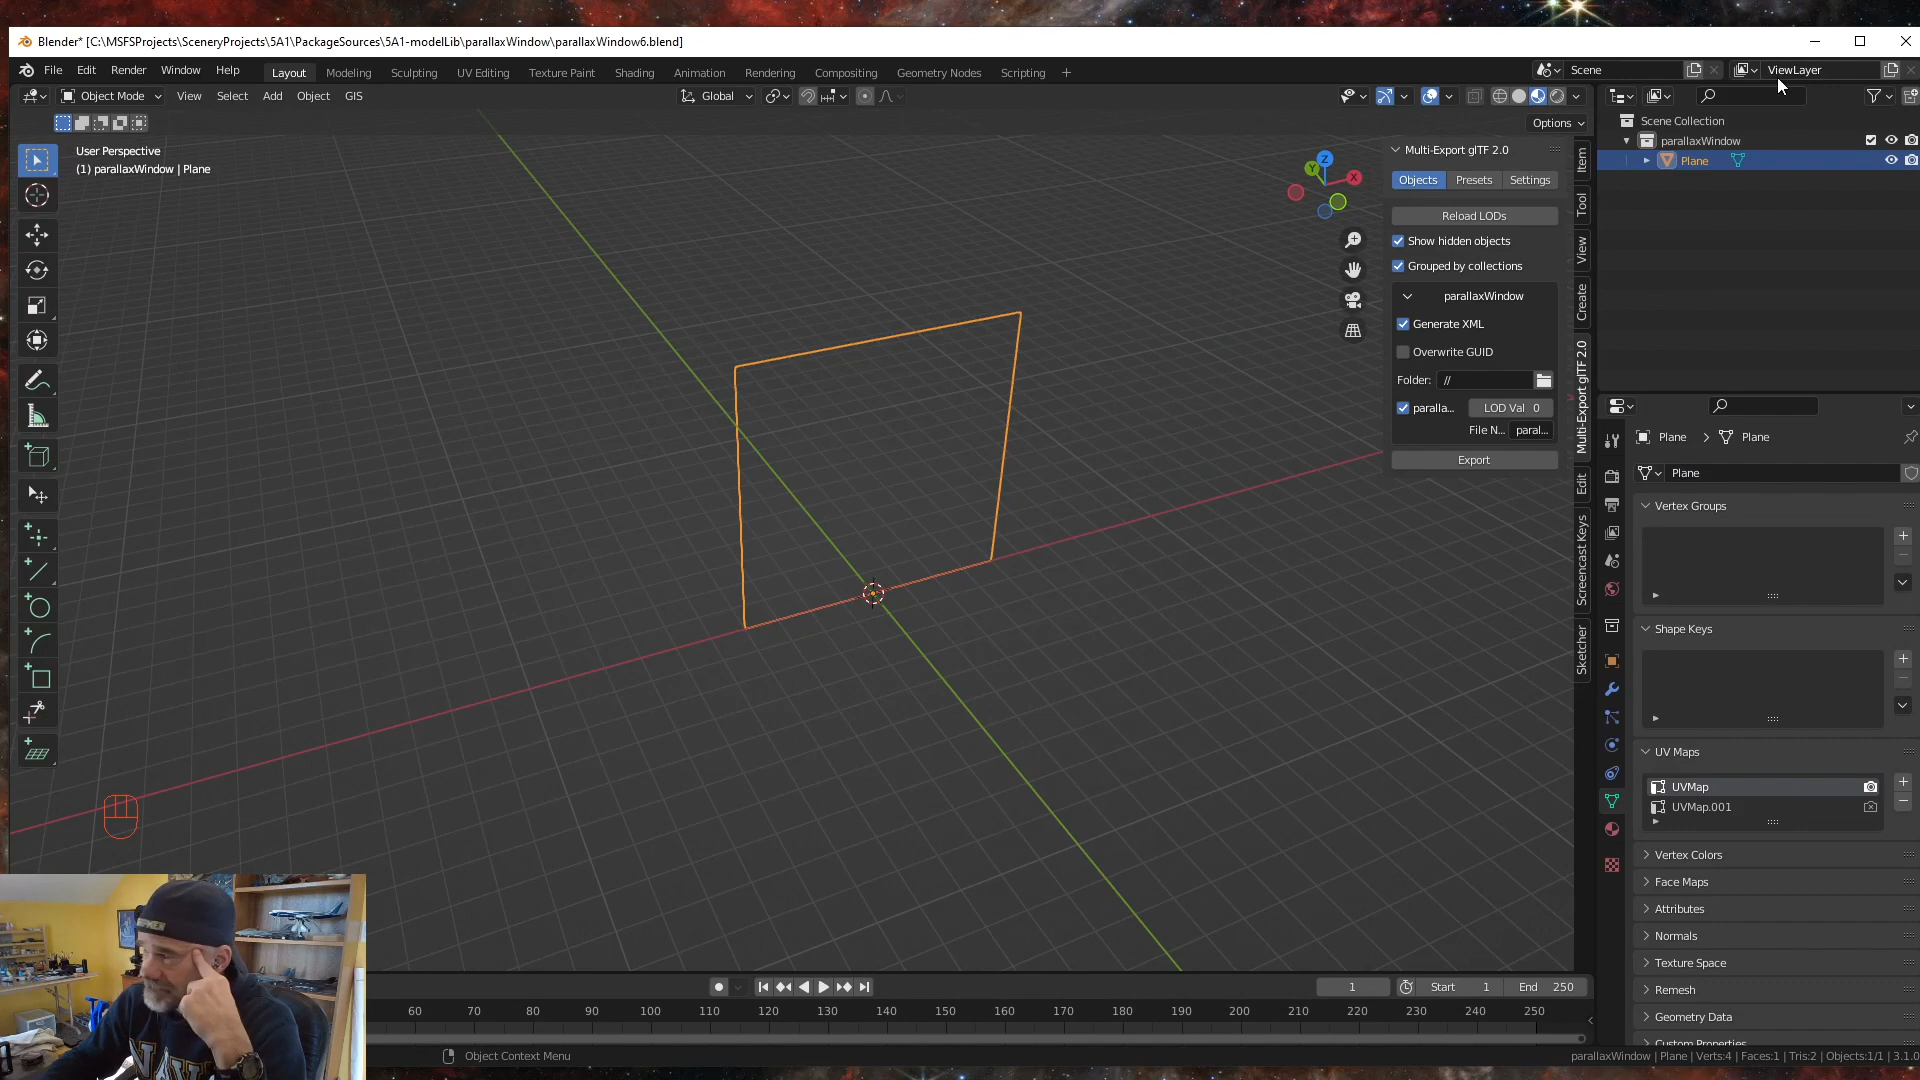 Blender* [C:\MSFSProjects\SceneryProjects\5A1\PackageSources\5A1-modelLib\parallaxWindow\parallaxWindow6.blend]
File Edit Render Window Help Layout Modeling Sculpting UV Editing Texture Paint Shading Animation Rendering Compositing Geometry Nodes Scripting + Scene ViewLayer
Object Mode View Select Add Object GIS Global
Options
User Perspective
(1) parallaxWindow | Plane
Z
Y
X
Multi-Export glTF 2.0
Objects Presets Settings
Reload LODs
Show hidden objects
Grouped by collections
parallaxWindow
Generate XML
Overwrite GUID
Folder: //
paralla... LOD Val 0
File N... paral...
Export
Item
Tool
View
Create
Multi-Export glTF 2.0
Edit
Screencast Keys
Sketcher
Scene Collection
parallaxWindow
Plane
Plane > Plane
Plane
Vertex Groups
Shape Keys
UV Maps
UVMap
UVMap.001
Vertex Colors
Face Maps
Attributes
Normals
Texture Space
Remesh
Geometry Data
Custom Properties
1 Start 1 End 250
60 70 80 90 100 110 120 130 140 150 160 170 180 190 200 210 220 230 240 250
Object Context Menu
parallaxWindow | Plane | Verts:4 | Faces:1 | Tris:2 | Objects:1/1 | 3.1.0